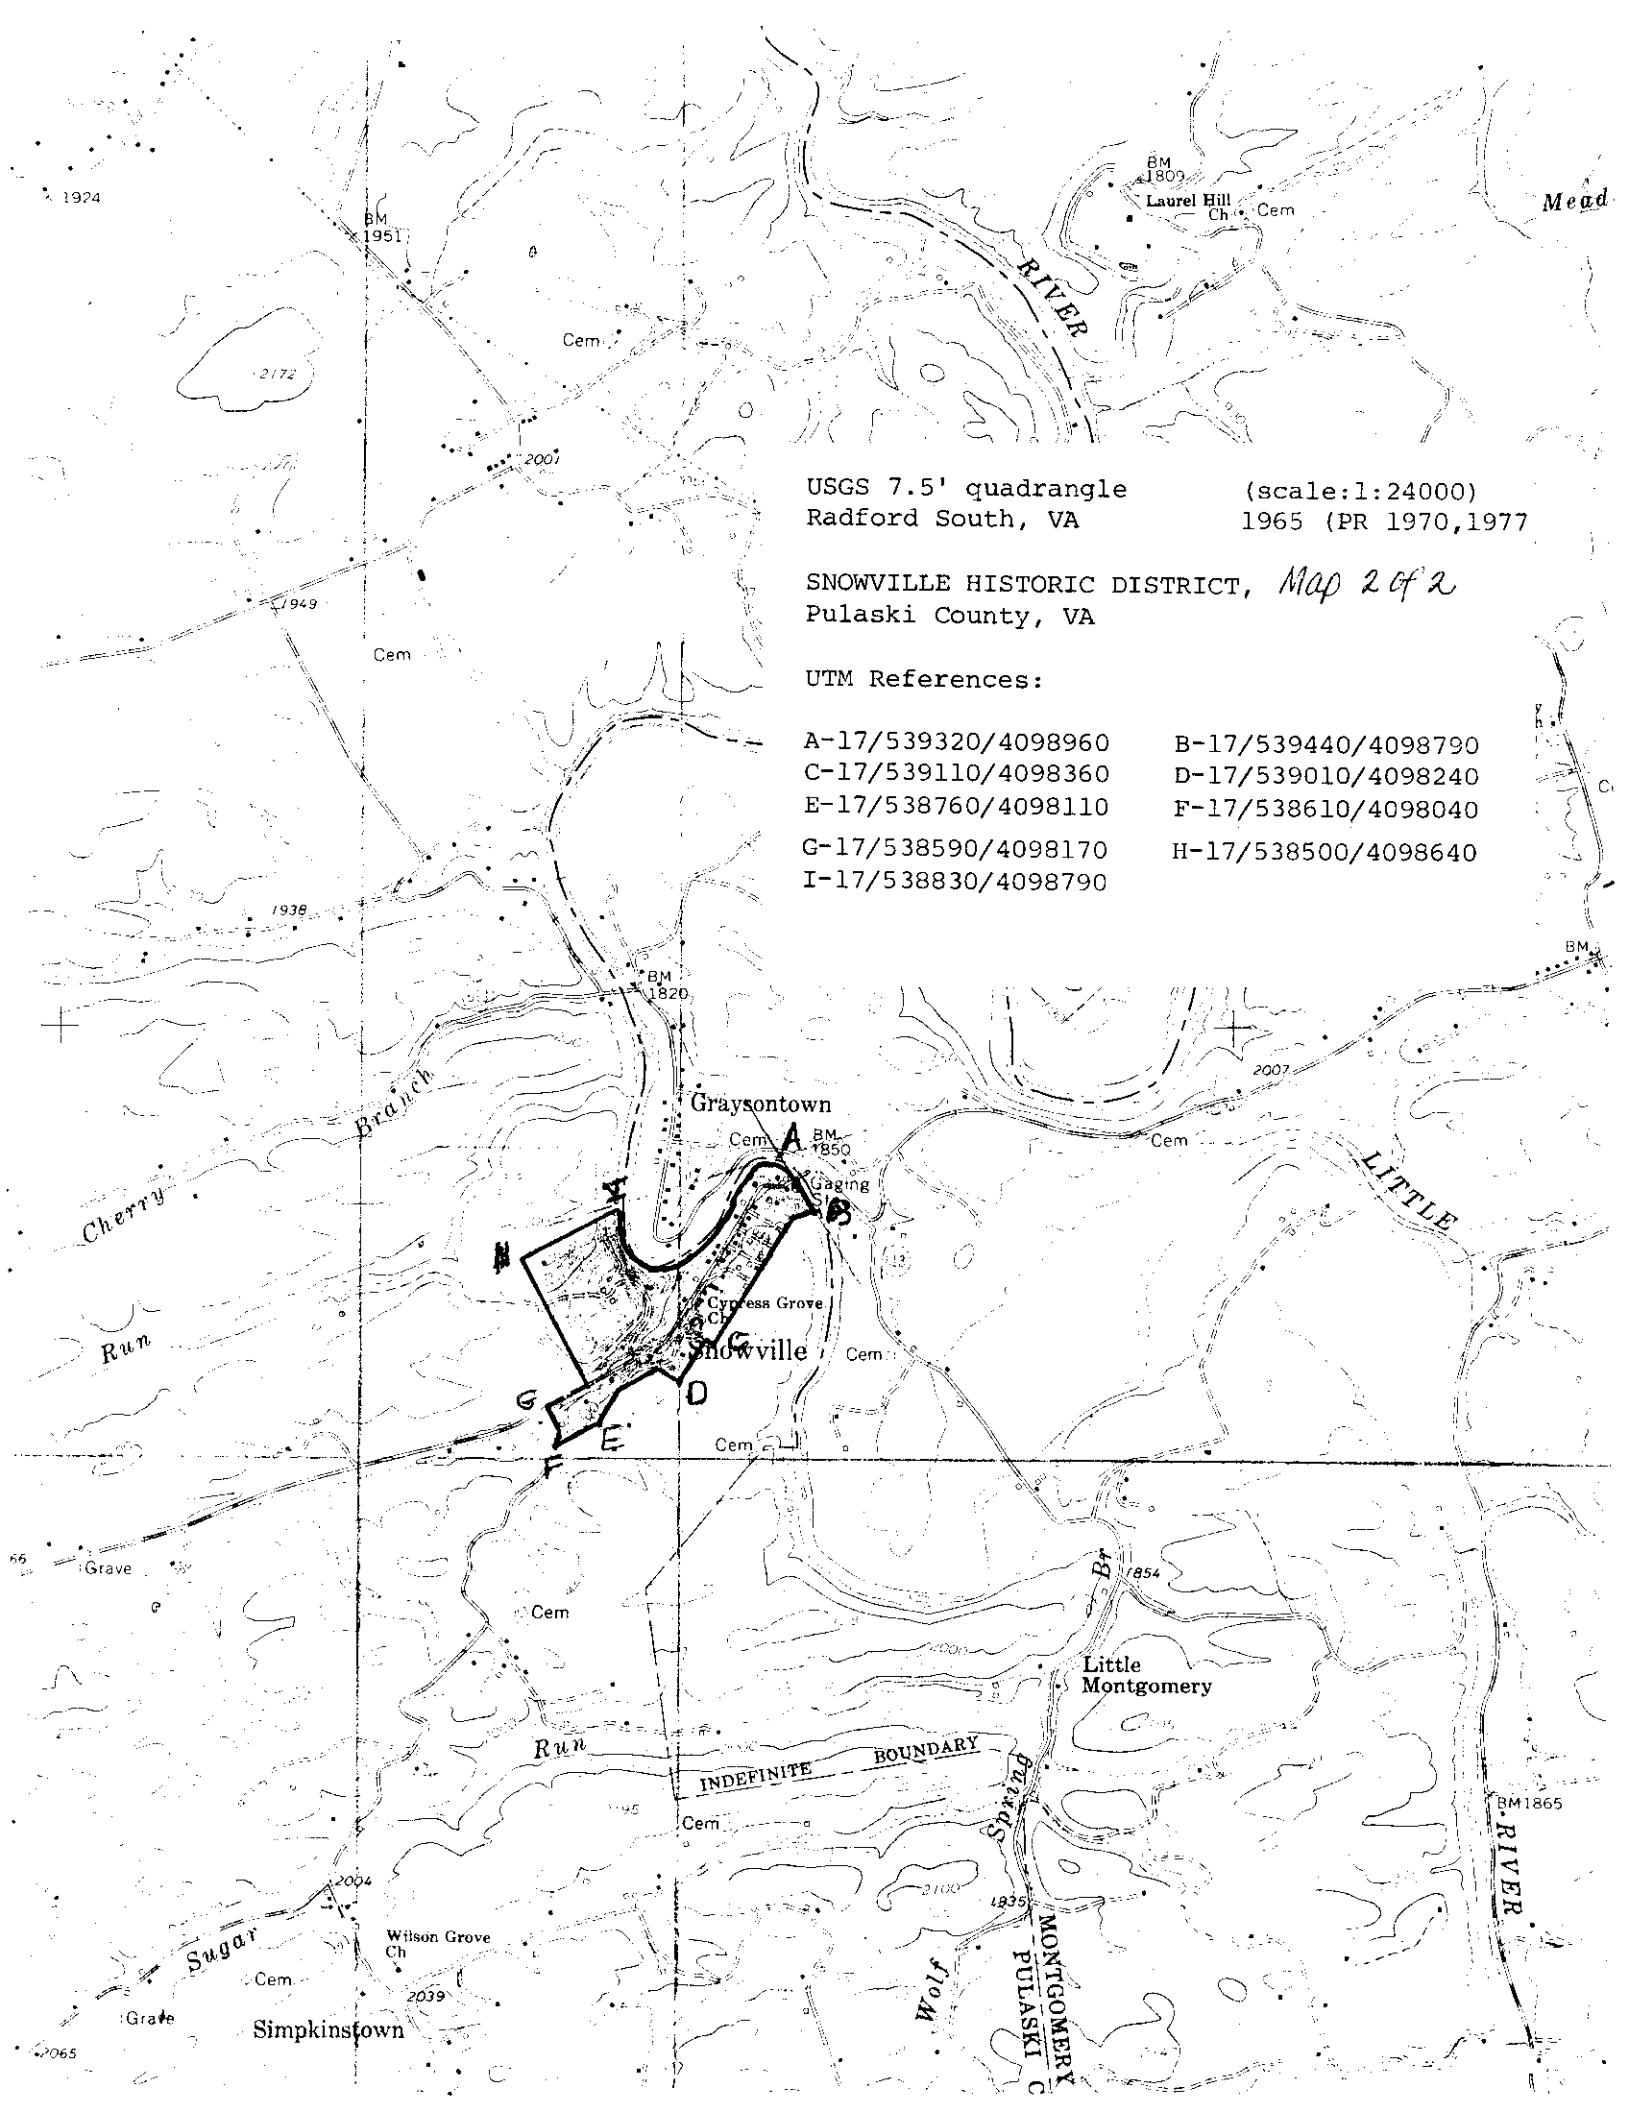 1924
BM
1951
BM
1809
Laurel Hill
Ch
Cem
Mead
RIVER
Cem
2172
2001
USGS 7.5' quadrangle (scale:1:24000)
Radford South, VA 1965 (PR 1970,1977
SNOWVILLE HISTORIC DISTRICT, Map 2 of 2
Pulaski County, VA
UTM References:
A-17/539320/4098960 B-17/539440/4098790
C-17/539110/4098360 D-17/539010/4098240
E-17/538760/4098110 F-17/538610/4098040
G-17/538590/4098170 H-17/538500/4098640
I-17/538830/4098790
1949
Cem
1938
BM
BM
1820
2007
Branch
Graysontown
Cem
A
BM
1850
Cem
LITTLE
Cherry
Gaging
B
Run
Cypress Grove
Ch
C
Snowville
Cem
D
G
E
F
Cem
66
Grave
Br
1854
Cem
2000
Little
Montgomery
Run
INDEFINITE BOUNDARY
Spring
BM1865
RIVER
Cem
2004
2100
1835
Sugar
Wilson Grove
Ch
Cem
2039
Wolf
MONTGOMERY
PULASKI C
Grave
Simpkinstown
2065